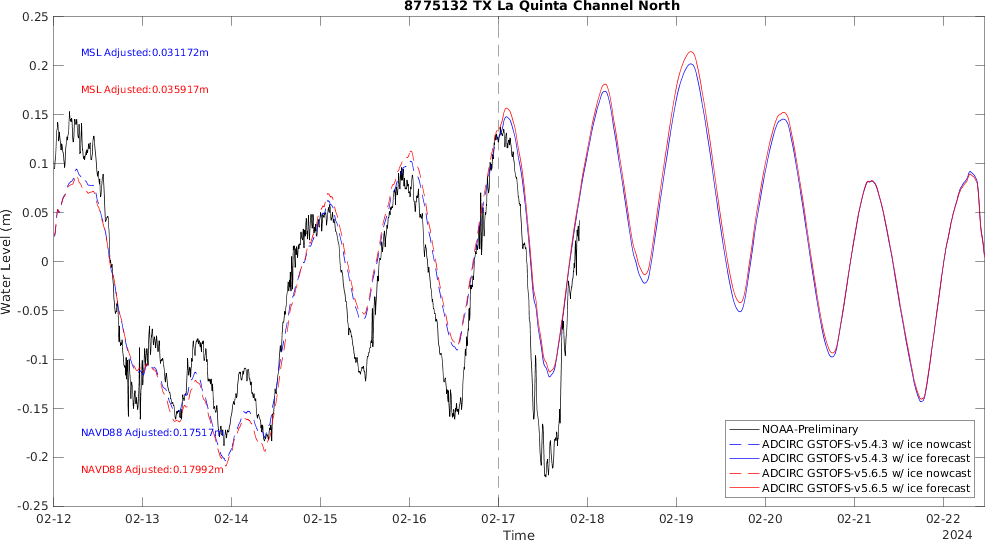 8775132 TX La Quinta Channel North
0.25
0.2
0.15
0.1
0.05
0
-0.05
-0.1
-0.15
-0.2
-0.25
Water Level (m)
MSL Adjusted:0.031172m
MSL Adjusted:0.035917m
NAVD88 Adjusted:0.17517m
NAVD88 Adjusted:0.17992m
NOAA-Preliminary
ADCIRC GSTOFS-v5.4.3 w/ ice nowcast
ADCIRC GSTOFS-v5.4.3 w/ ice forecast
ADCIRC GSTOFS-v5.6.5 w/ ice nowcast
ADCIRC GSTOFS-v5.6.5 w/ ice forecast
02-12 02-13 02-14 02-15 02-16 02-17 02-18 02-19 02-20 02-21 02-22
Time
2024